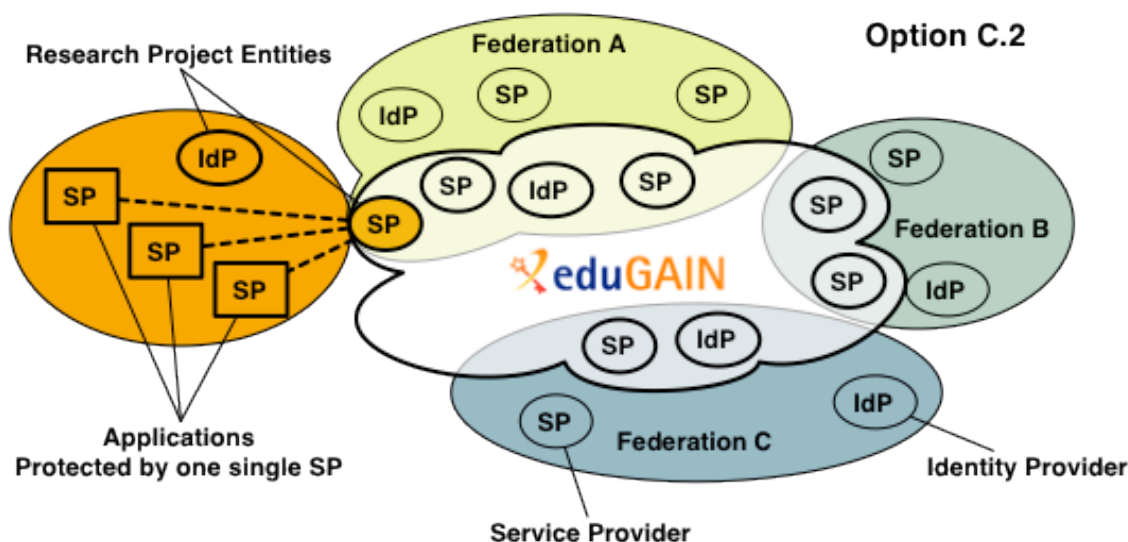 Option C.2
Research Project Entities
Federation A
SP
SP
IdP
IdP
SP
SP
SP
IdP
SP
SP
SP
SP
SP
SP
Federation B
eduGAIN
SP
IdP
SP
IdP
IdP
SP
Federation C
Applications
Protected by one single SP
Identity Provider
Service Provider